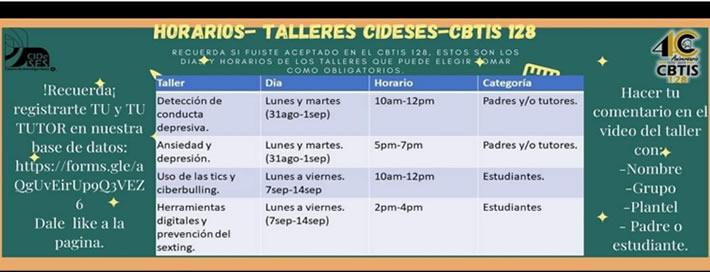 HORARIOS- TALLERES CIDESES-CBTIS 128
RECUERDA SI FUISTE ACEPTADO EN EL CBTIS 128, ESTOS SON LOS
DIAS Y HORARIOS DE LOS TALLERES QUE PUEDE ELEGIR TOMAR
COMO OBLIGATORIOS.
CIDe
SES
!Recuerda¡
registrarte TU y TU
TUTOR en nuestra
base de datos:
https://forms.gle/a
QgUvEirUp9Q3VEZ
6
Dale like a la
pagina.
Taller Dia Horario Categoría
Detección de
conducta
depresiva.
Lunes y martes
(31ago-1sep)
10am-12pm
Padres y/o tutores.
Ansiedad y
depresión.
Lunes y martes.
(31ago-1sep)
5pm-7pm
Padres y/o tutores.
Uso de las tics y
ciberbulling.
Lunes a viernes.
7sep-14sep
10am-12pm
Estudiantes.
Herramientas
digitales y
prevención del
sexting.
Lunes a viernes.
(7sep-14sep)
2pm-4pm
Estudiantes
Aniversario
CBTIS
128
Hacer tu
comentario en el
video del taller
con:
-Nombre
-Grupo
-Plantel
- Padre o
estudiante.